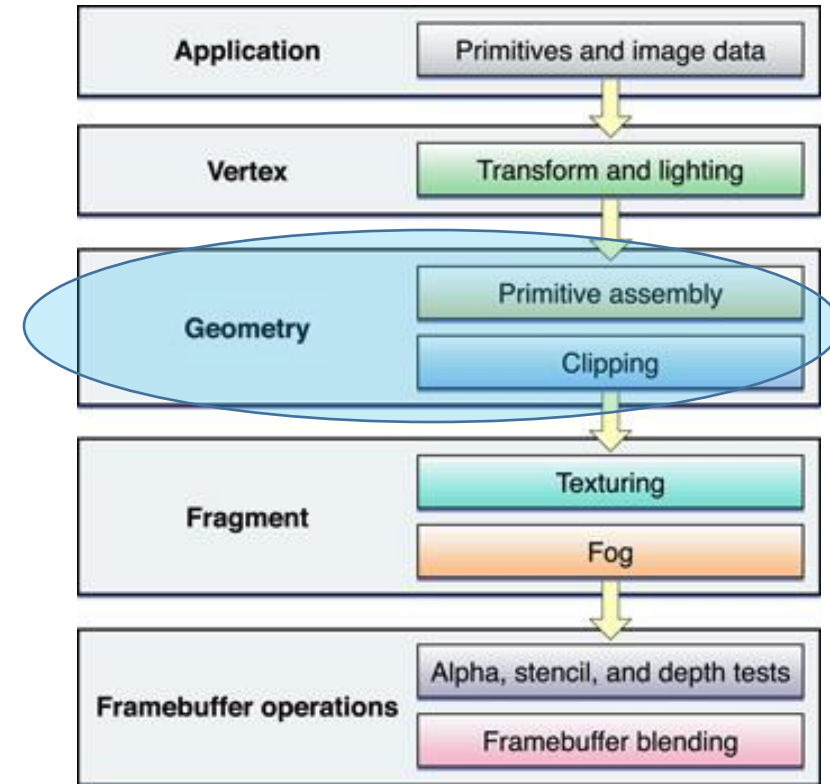 Application
Primitives and image data
Vertex
Transform and lighting
Geometry
Primitive assembly
Clipping
Fragment
Texturing
Fog
Framebuffer operations
Alpha, stencil, and depth tests
Framebuffer blending